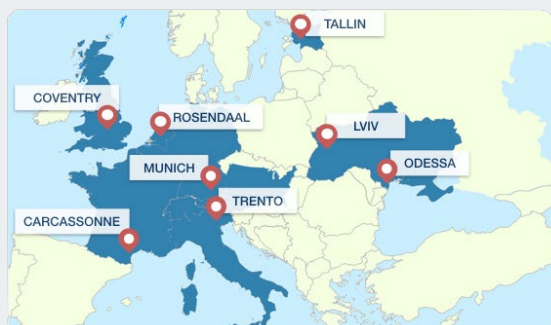 TALLIN
COVENTRY
ROSENDAAL
LVIV
MUNICH
ODESSA
TRENTO
CARCASSONNE